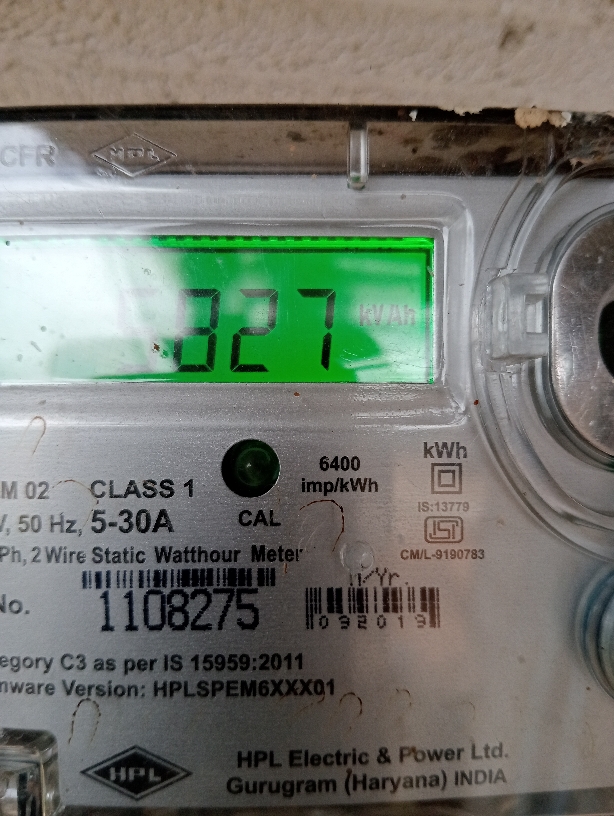 CFR HPL
827 kVAh
kWh
6400
imp/kWh
IS:13779
M 02 CLASS 1
V, 50 Hz, 5-30A
CAL
CM/L-9190783
Ph, 2 Wire Static Watthour Meter
M/Yr.
No. 1108275
092019
egory C3 as per IS 15959:2011
mware Version: HPLSPEM6XXX01
HPL
HPL Electric & Power Ltd.
Gurugram (Haryana) INDIA